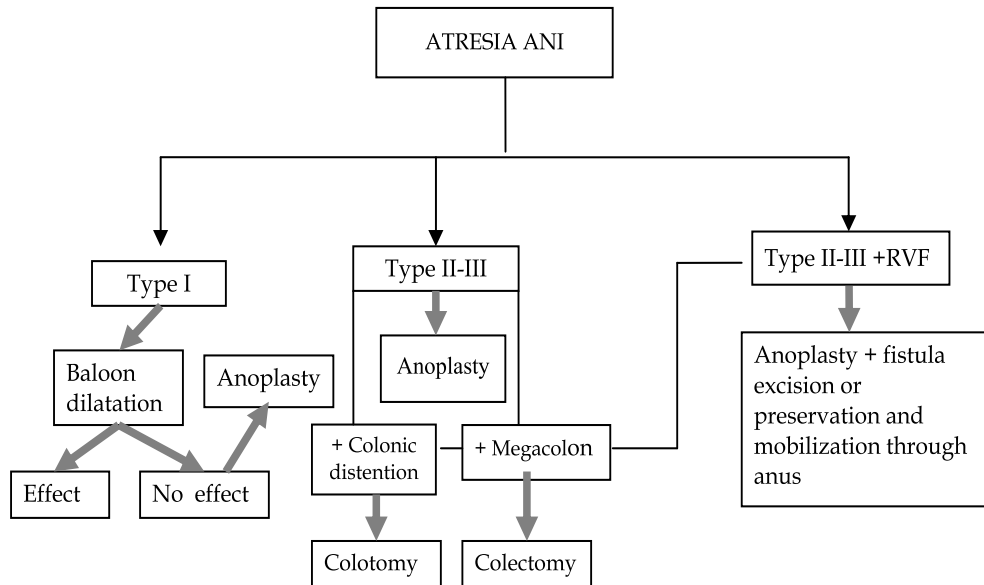 ATRESIA ANI
Type I
Type II-III
Type II-III +RVF
Baloon
dilatation
Anoplasty
Anoplasty
Anoplasty + fistula
excision or
preservation and
mobilization through
anus
Effect
No effect
+ Colonic
distention
+ Megacolon
Colotomy
Colectomy